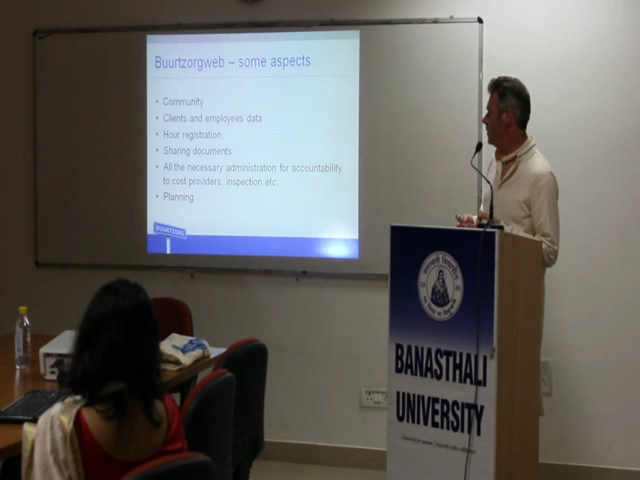 Buurtzorgweb – some aspects
• Community
• Clients and employees data
• Hour registration.
• Sharing documents
• All the necessary administration for accountability
to cost providers, inspection etc
• Planning
BUURTZORG
BANASTHALI
UNIVERSITY